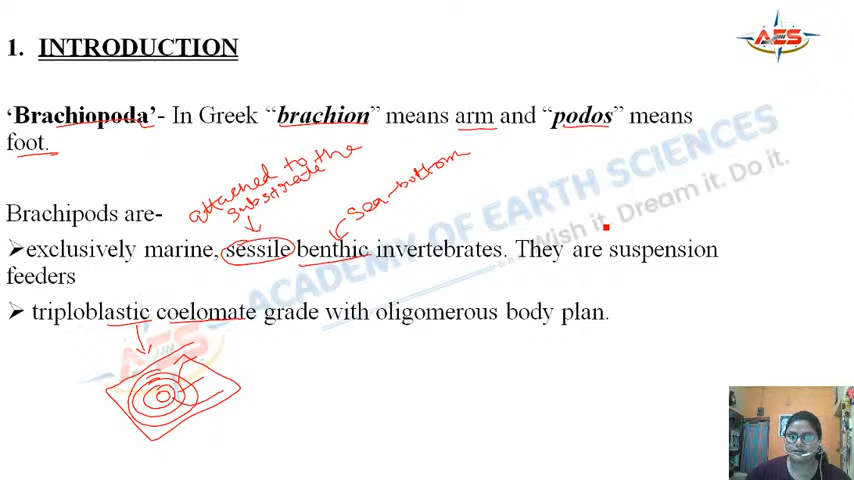 1. INTRODUCTION
AES
‘Brachiopoda’- In Greek “brachion” means arm and “podos” means
foot.
attached to the
substrate
Sea-bottom
Brachipods are-
➢exclusively marine, sessile benthic invertebrates. They are suspension
feeders
➢ triploblastic coelomate grade with oligomerous body plan.
AES ACADEMY OF EARTH SCIENCES
...Wish it. Dream it. Do it.